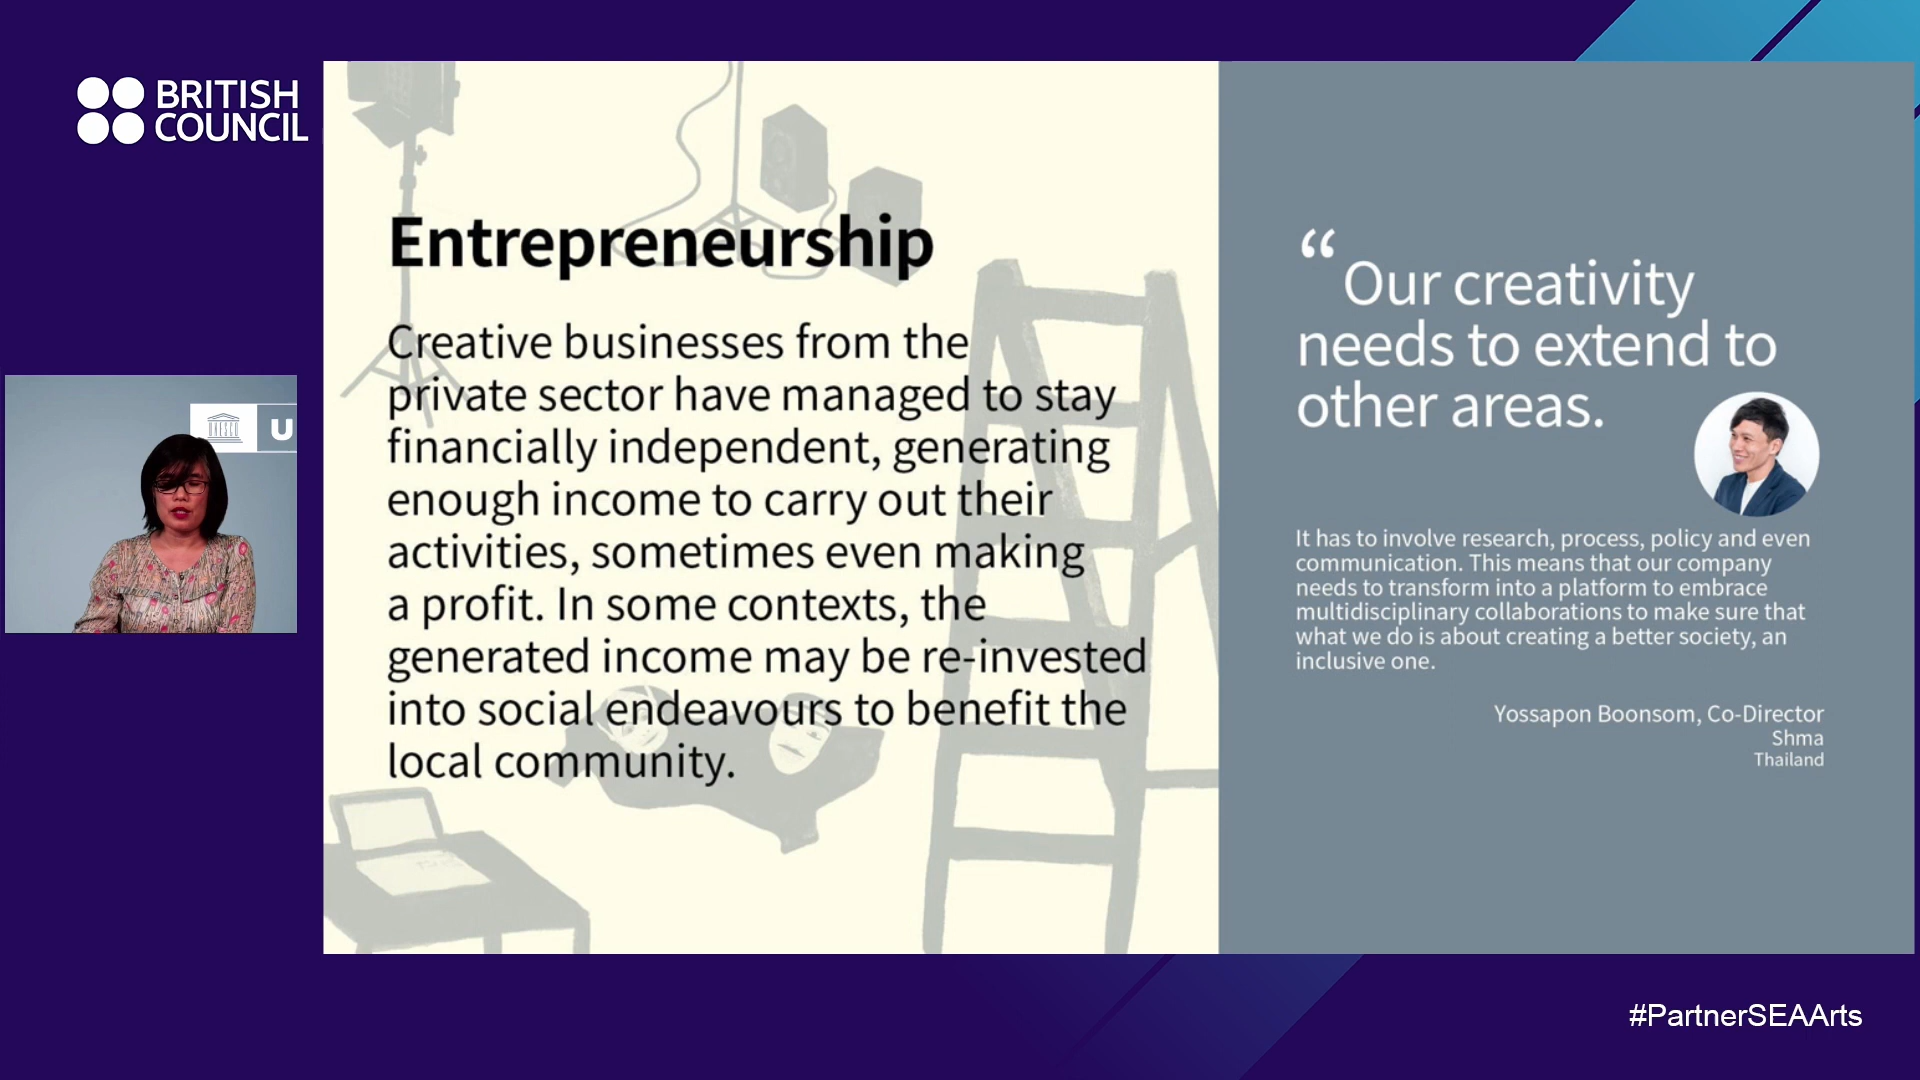 BRITISH
COUNCIL
UNESCO
U
Entrepreneurship
Creative businesses from the
private sector have managed to stay
financially independent, generating
enough income to carry out their
activities, sometimes even making
a profit. In some contexts, the
generated income may be re-invested
into social endeavours to benefit the
local community.
“Our creativity
needs to extend to
other areas.
It has to involve research, process, policy and even
communication. This means that our company
needs to transform into a platform to embrace
multidisciplinary collaborations to make sure that
what we do is about creating a better society, an
inclusive one.
Yossapon Boonsom, Co-Director
Shma
Thailand
#PartnerSEAArts